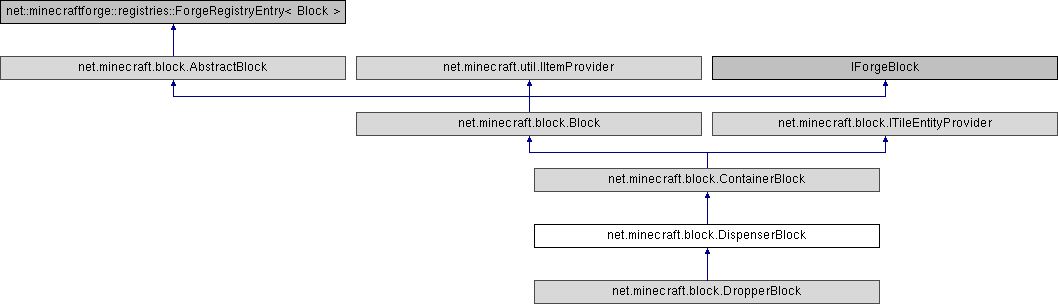 net::minecraftforge::registries::ForgeRegistryEntry< Block >
net.minecraft.block.AbstractBlock
net.minecraft.util.IItemProvider
IForgeBlock
net.minecraft.block.Block
net.minecraft.block.ITileEntityProvider
net.minecraft.block.ContainerBlock
net.minecraft.block.DispenserBlock
net.minecraft.block.DropperBlock